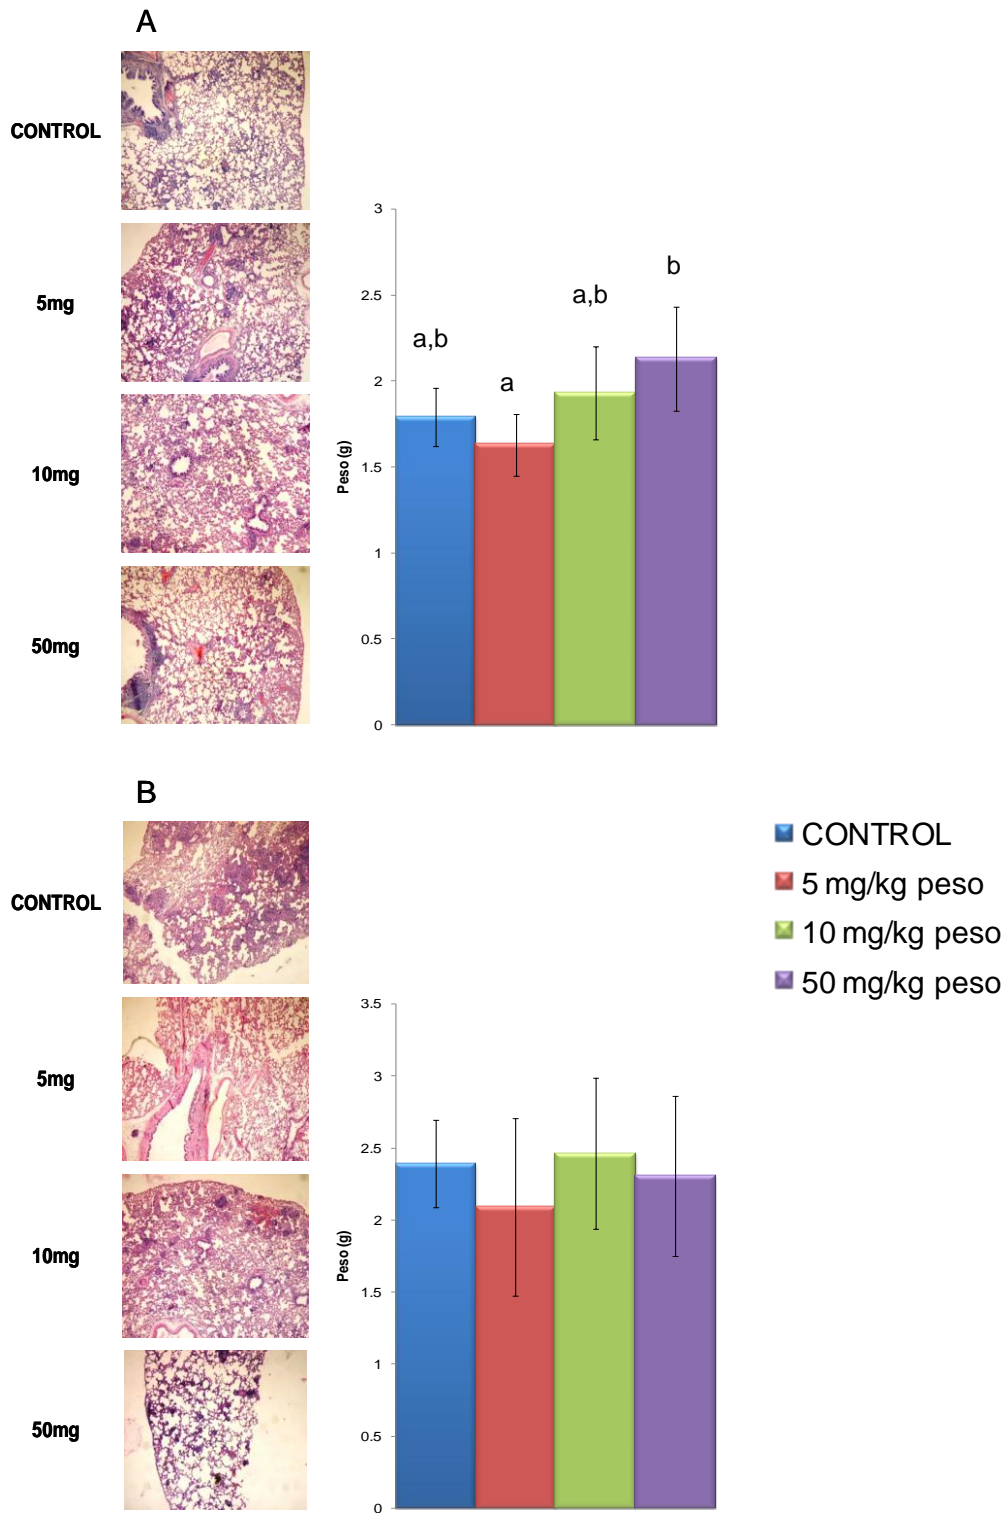 A
CONTROL
5mg
10mg
50mg
3
2.5
2
1.5
1
0.5
0
Peso (g)
a,b
a
a,b
b
B
CONTROL
5mg
10mg
50mg
3.5
3
2.5
2
1.5
1
0.5
0
Peso (g)
CONTROL
5 mg/kg peso
10 mg/kg peso
50 mg/kg peso